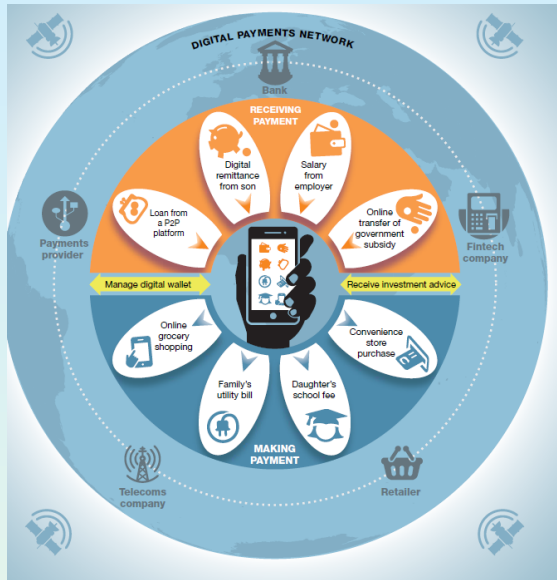 DIGITAL PAYMENTS NETWORK
Bank
RECEIVING
PAYMENT
Digital
remittance
from son
Salary
from
employer
Loan from
a P2P
platform
Online
transfer of
government
subsidy
Payments
provider
Fintech
company
Manage digital wallet
Receive investment advice
Online
grocery
shopping
Convenience
store
purchase
Family's
utility bill
Daughter's
school fee
MAKING
PAYMENT
Telecoms
company
Retailer